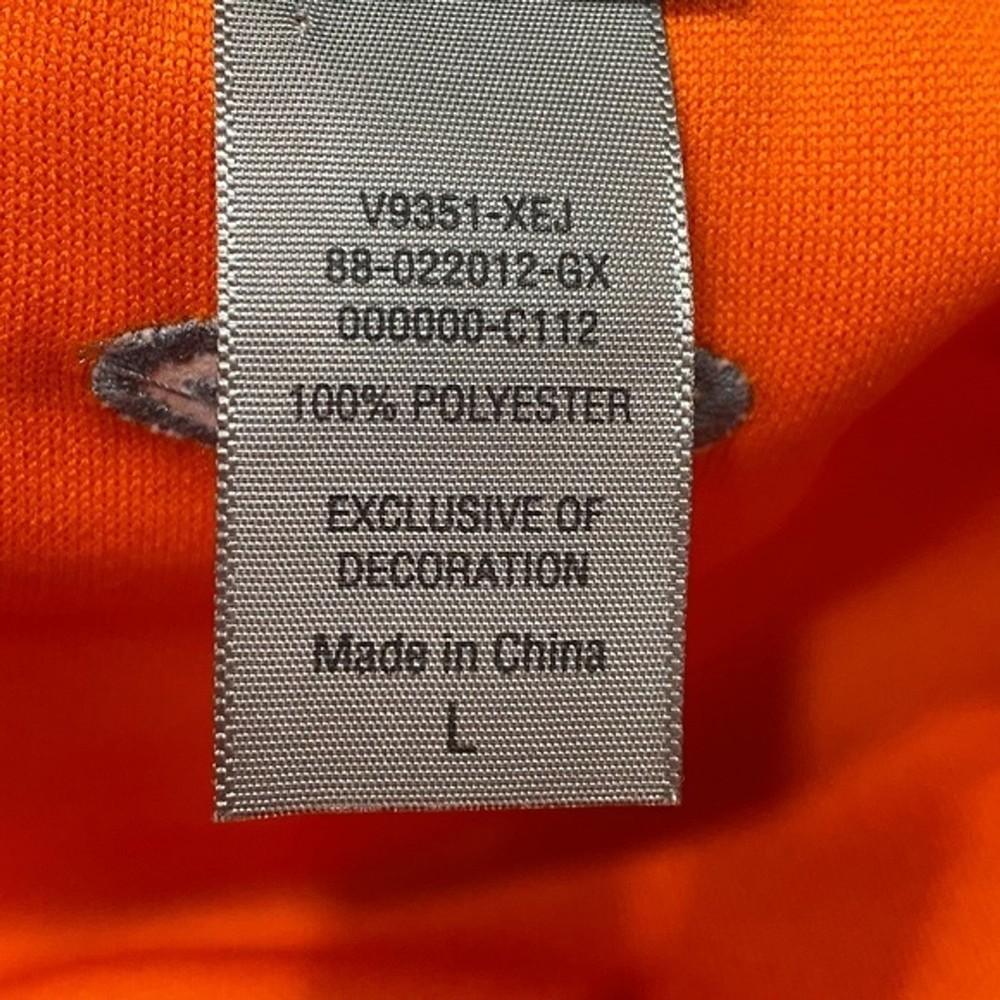 V9351-XEJ
88-022012-GX
000000-C112
100% POLYESTER
EXCLUSIVE OF
DECORATION
Made in China
L